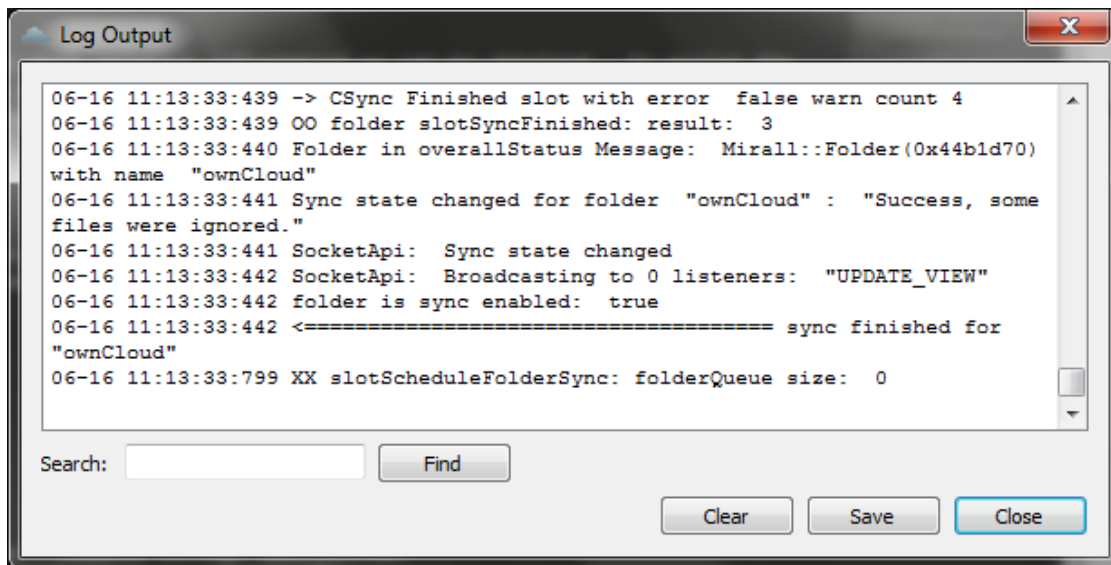 Log Output
06-16 11:13:33:439 -> CSync Finished slot with error  false warn count 4
06-16 11:13:33:439 OO folder slotSyncFinished: result:  3
06-16 11:13:33:440 Folder in overallStatus Message:  Mirall::Folder(0x44b1d70)
with name  "ownCloud"
06-16 11:13:33:441 Sync state changed for folder  "ownCloud" :  "Success, some
files were ignored."
06-16 11:13:33:441 SocketApi:  Sync state changed
06-16 11:13:33:442 SocketApi:  Broadcasting to 0 listeners:  "UPDATE_VIEW"
06-16 11:13:33:442 folder is sync enabled:  true
06-16 11:13:33:442 <===================================== sync finished for
"ownCloud"
06-16 11:13:33:799 XX slotScheduleFolderSync: folderQueue size:  0
Search: Find
Clear Save Close